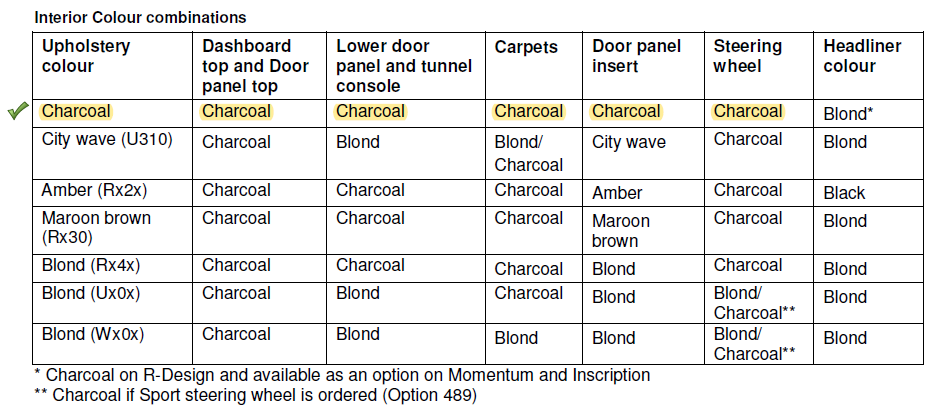 Interior Colour combinations
Upholstery colour | Dashboard top and Door panel top | Lower door panel and tunnel console | Carpets | Door panel insert | Steering wheel | Headliner colour
Charcoal | Charcoal | Charcoal | Charcoal | Charcoal | Charcoal | Blond*
City wave (U310) | Charcoal | Blond | Blond/ Charcoal | City wave | Charcoal | Blond
Amber (Rx2x) | Charcoal | Charcoal | Charcoal | Amber | Charcoal | Black
Maroon brown (Rx30) | Charcoal | Charcoal | Charcoal | Maroon brown | Charcoal | Blond
Blond (Rx4x) | Charcoal | Charcoal | Charcoal | Blond | Charcoal | Blond
Blond (Ux0x) | Charcoal | Blond | Charcoal | Blond | Blond/ Charcoal** | Blond
Blond (Wx0x) | Charcoal | Blond | Blond | Blond | Blond/ Charcoal** | Blond
* Charcoal on R-Design and available as an option on Momentum and Inscription
** Charcoal if Sport steering wheel is ordered (Option 489)